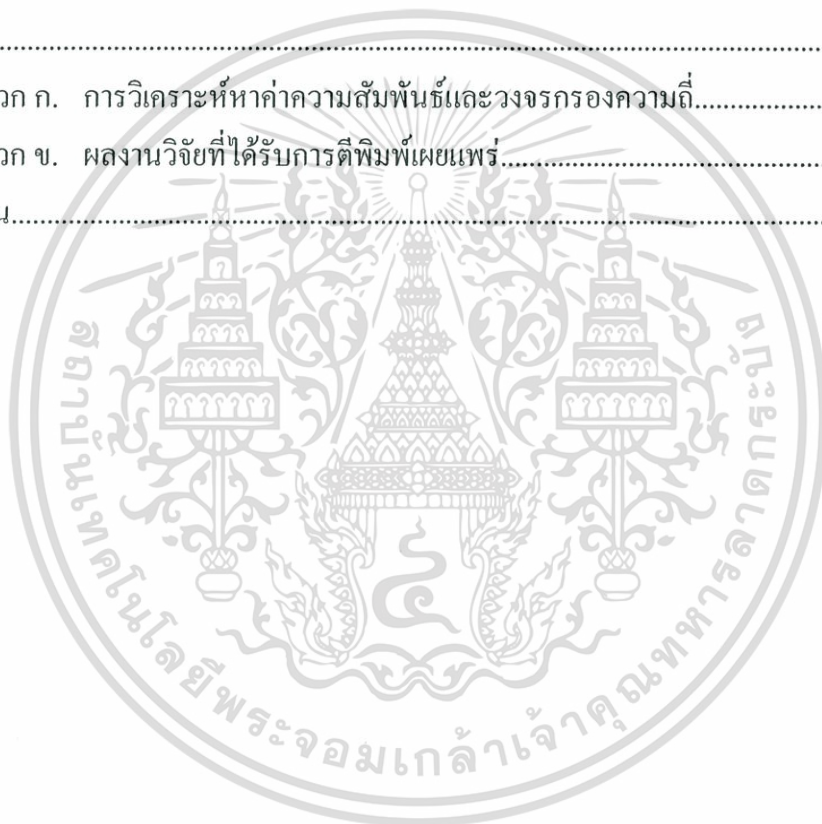 วก ก. การวิเคราะห์หาค่าความสัมพันธ์และวงจรกรองความถี่
วก ข. ผลงานวิจัยที่ได้รับการตีพิมพ์เผยแพร่
น
สถาบันเทคโนโลยีพระจอมเกล้าเจ้าคุณทหารลาดกระบัง